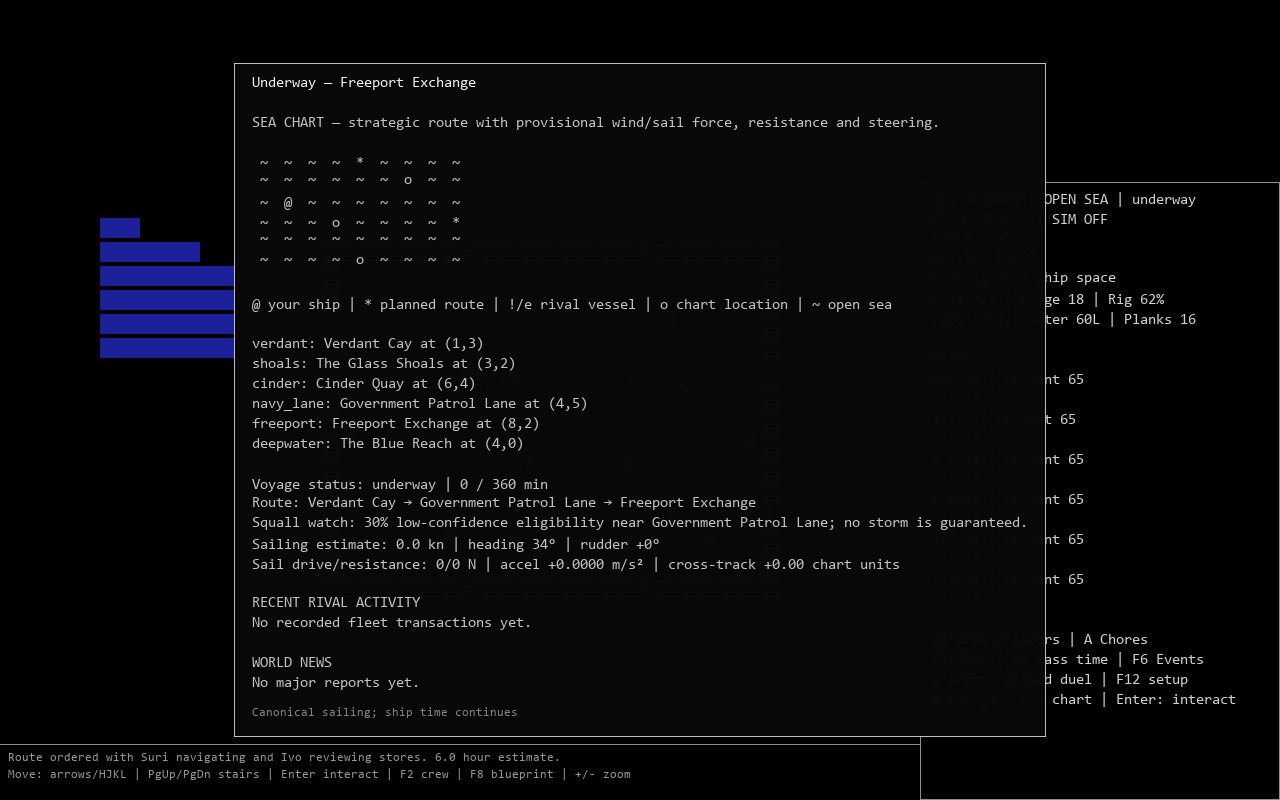 Underway — Freeport Exchange
SEA CHART — strategic route with provisional wind/sail force, resistance and steering.
~ ~ ~ ~ * ~ ~ ~ ~
~ ~ ~ ~ ~ ~ o ~ ~
~ @ ~ ~ ~ ~ ~ ~ ~
~ ~ ~ o ~ ~ ~ ~ *
~ ~ ~ ~ ~ ~ ~ ~ ~
~ ~ ~ ~ o ~ ~ ~ ~
@ your ship | * planned route | !/e rival vessel | o chart location | ~ open sea
verdant: Verdant Cay at (1,3)
shoals: The Glass Shoals at (3,2)
cinder: Cinder Quay at (6,4)
navy_lane: Government Patrol Lane at (4,5)
freeport: Freeport Exchange at (8,2)
deepwater: The Blue Reach at (4,0)
Voyage status: underway | 0 / 360 min
Route: Verdant Cay → Government Patrol Lane → Freeport Exchange
Squall watch: 30% low-confidence eligibility near Government Patrol Lane; no storm is guaranteed.
Sailing estimate: 0.0 kn | heading 34° | rudder +0°
Sail drive/resistance: 0/0 N | accel +0.0000 m/s² | cross-track +0.00 chart units
RECENT RIVAL ACTIVITY
No recorded fleet transactions yet.
WORLD NEWS
No major reports yet.
Canonical sailing; ship time continues
OPEN SEA | underway
SIM OFF
hip space
ge 18 | Rig 62%
ter 60L | Planks 16
nt 65
t 65
nt 65
nt 65
nt 65
nt 65
rs | A Chores
ass time | F6 Events
d duel | F12 setup
chart | Enter: interact
Route ordered with Suri navigating and Ivo reviewing stores. 6.0 hour estimate.
Move: arrows/HJKL | PgUp/PgDn stairs | Enter interact | F2 crew | F8 blueprint | +/- zoom